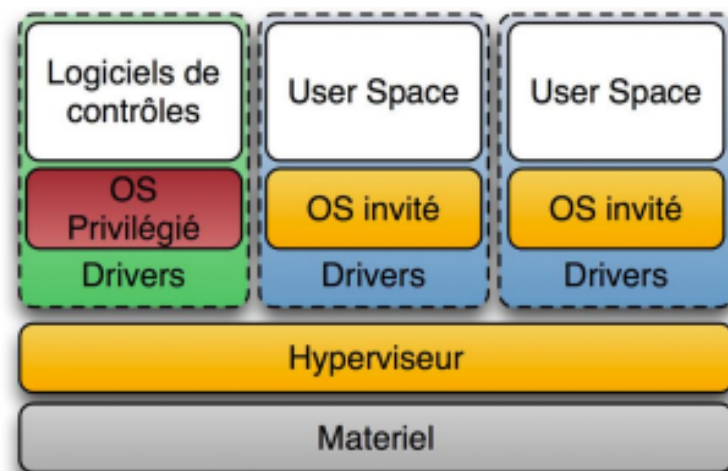 Logiciels de
contrôles
User Space
User Space
OS
Privilégié
OS invité
OS invité
Drivers
Drivers
Drivers
Hyperviseur
Materiel